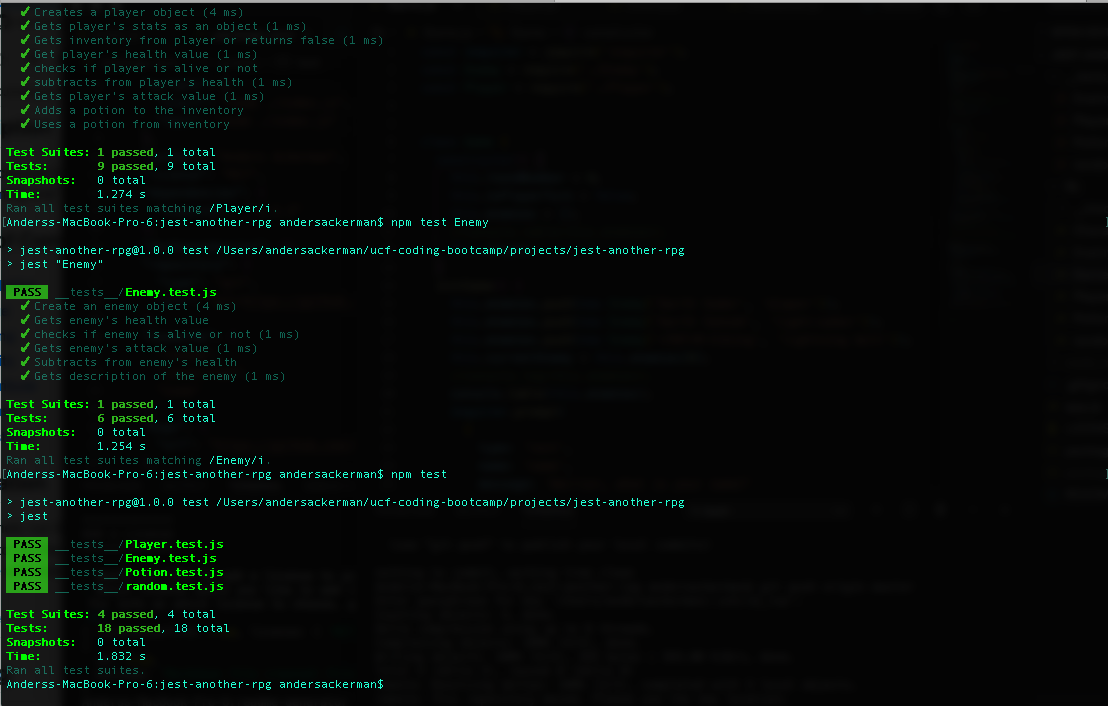 ✓ Creates a player object (4 ms)
✓ Gets player's stats as an object (1 ms)
✓ Gets inventory from player or returns false (1 ms)
✓ Get player's health value (1 ms)
✓ checks if player is alive or not
✓ subtracts from player's health (1 ms)
✓ Gets player's attack value (1 ms)
✓ Adds a potion to the inventory
✓ Uses a potion from inventory
Test Suites: 1 passed, 1 total
Tests:       9 passed, 9 total
Snapshots:   0 total
Time:        1.274 s
Ran all test suites matching /Player/i.
[Anderss-MacBook-Pro-6:jest-another-rpg andersackerman$ npm test Enemy
> jest-another-rpg@1.0.0 test /Users/andersackerman/ucf-coding-bootcamp/projects/jest-another-rpg
> jest "Enemy"
PASS __tests__/Enemy.test.js
✓ Create an enemy object (4 ms)
✓ Gets enemy's health value
✓ checks if enemy is alive or not (1 ms)
✓ Gets enemy's attack value (1 ms)
✓ Subtracts from enemy's health
✓ Gets description of the enemy (1 ms)
Test Suites: 1 passed, 1 total
Tests:       6 passed, 6 total
Snapshots:   0 total
Time:        1.254 s
Ran all test suites matching /Enemy/i.
[Anderss-MacBook-Pro-6:jest-another-rpg andersackerman$ npm test
> jest-another-rpg@1.0.0 test /Users/andersackerman/ucf-coding-bootcamp/projects/jest-another-rpg
> jest
PASS __tests__/Player.test.js
PASS __tests__/Enemy.test.js
PASS __tests__/Potion.test.js
PASS __tests__/random.test.js
Test Suites: 4 passed, 4 total
Tests:       18 passed, 18 total
Snapshots:   0 total
Time:        1.832 s
Ran all test suites.
Anderss-MacBook-Pro-6:jest-another-rpg andersackerman$